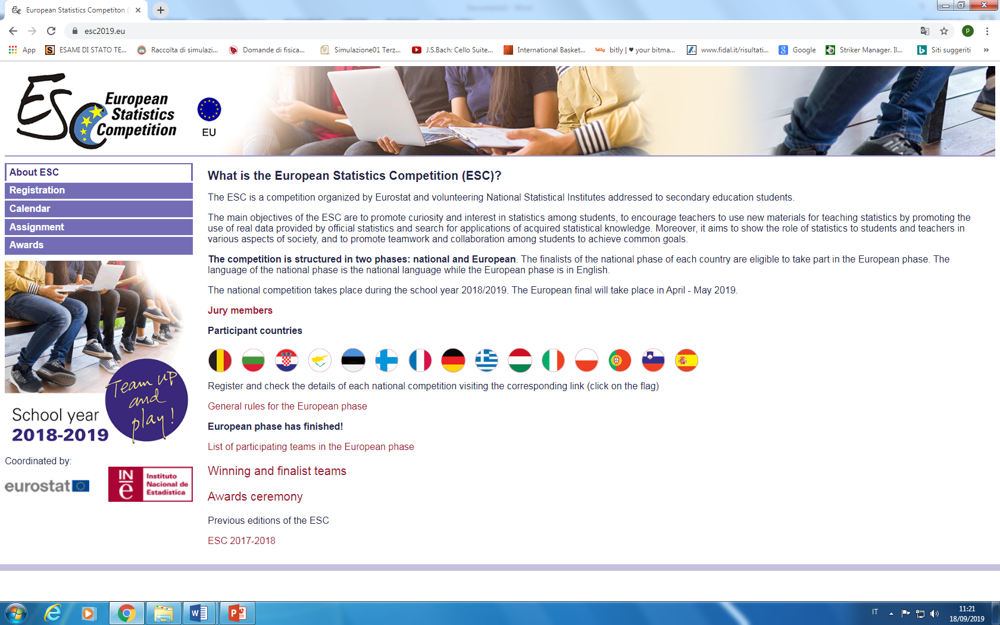 European Statistics Competiton (
esc2019.eu
App
ESAMI DI STATO TE...
Raccolta di simulazi...
Domande di fisica...
Simulazione01 Terz...
J.S.Bach: Cello Suite...
International Basket...
bitly
bitly | ♥ your bitma...
www.fidal.it/risultati...
Google
Striker Manager. Il...
Siti suggeriti
»
ESC
European
Statistics
Competition
EU
About ESC
Registration
Calendar
Assignment
Awards
Team up
and
play!
School year
2018-2019
Coordinated by:
eurostat
INe
Instituto
Nacional de
Estadística
What is the European Statistics Competition (ESC)?
The ESC is a competition organized by Eurostat and volunteering National Statistical Institutes addressed to secondary education students.
The main objectives of the ESC are to promote curiosity and interest in statistics among students, to encourage teachers to use new materials for teaching statistics by promoting the
use of real data provided by official statistics and search for applications of acquired statistical knowledge. Moreover, it aims to show the role of statistics to students and teachers in
various aspects of society, and to promote teamwork and collaboration among students to achieve common goals.
The competition is structured in two phases: national and European. The finalists of the national phase of each country are eligible to take part in the European phase. The
language of the national phase is the national language while the European phase is in English.
The national competition takes place during the school year 2018/2019. The European final will take place in April - May 2019.
Jury members
Participant countries
Register and check the details of each national competition visiting the corresponding link (click on the flag)
General rules for the European phase
European phase has finished!
List of participating teams in the European phase
Winning and finalist teams
Awards ceremony
Previous editions of the ESC
ESC 2017-2018
IT
11:21
18/09/2019